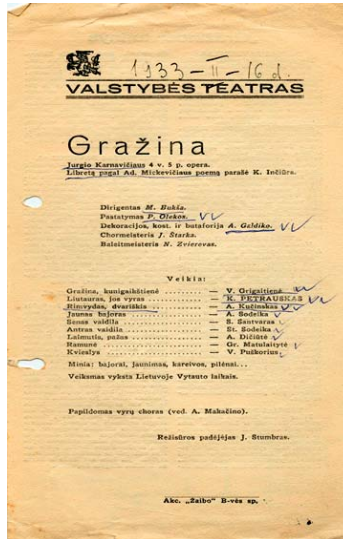 1933-II-16 d.
VALSTYBĖS TEATRAS
Gražina
Jurgio Karnavičiaus 4 v. 5 p. opera.
Libretą pagal Ad. Mickevičiaus poemą parašė K. Inčiūra.
Dirigentas M. Bukša.
Pastatymas P. Olekos.
Dekoracijos, kost. ir butaforija A. Galdiko.
Chormeisteris J. Štarka.
Baletmeisteris N. Zvierevas.
Veikia:
Gražina, kunigaikštienė — V. Grigaitienė
Liutauras, jos vyras — K. PETRAUSKAS
Rimvydas, dvariškis — A. Kučinskas
Jaunas bajoras — A. Sodeika
Senas vaidila — S. Santvaras
Antras vaidila — St. Sodeika
Laimutis, pažas — A. Dičiūtė
Ramunė — Gr. Matulaitytė
Kvieslys — V. Puškorius
Minia: bajorai, jaunimas, kareivos, pilėnai...
Veiksmas vyksta Lietuvoje Vytauto laikais.
Papildomas vyrų choras (ved. A. Makačino).
Režisūros padėjėjas J. Stumbras.
Akc. „Žaibo" B-vės sp.